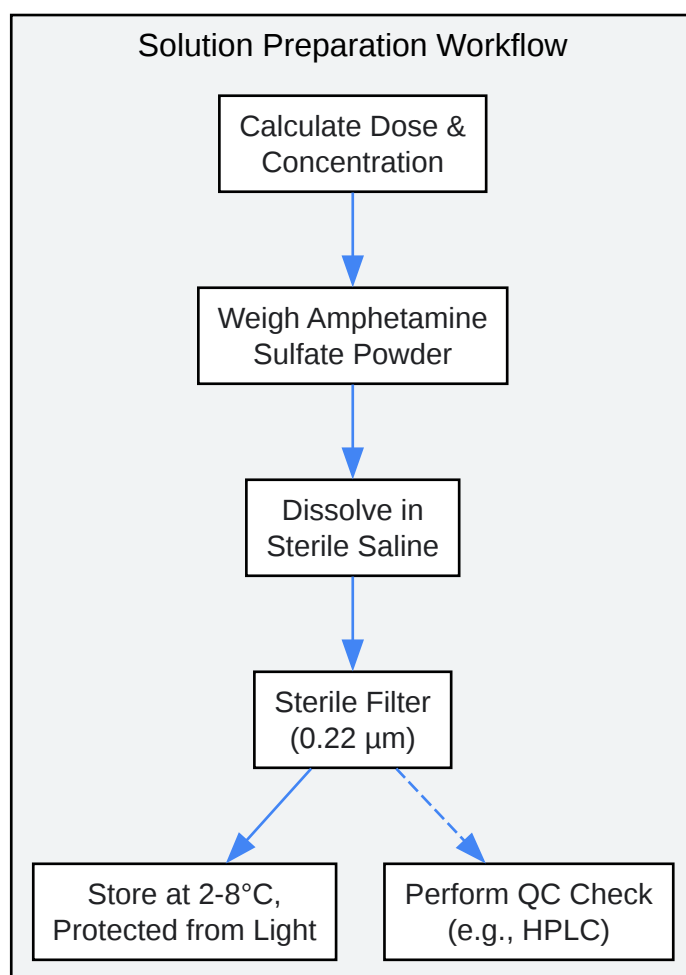 Solution Preparation Workflow
Calculate Dose &
Concentration
Weigh Amphetamine
Sulfate Powder
Dissolve in
Sterile Saline
Sterile Filter
(0.22 µm)
Store at 2-8°C,
Protected from Light
Perform QC Check
(e.g., HPLC)